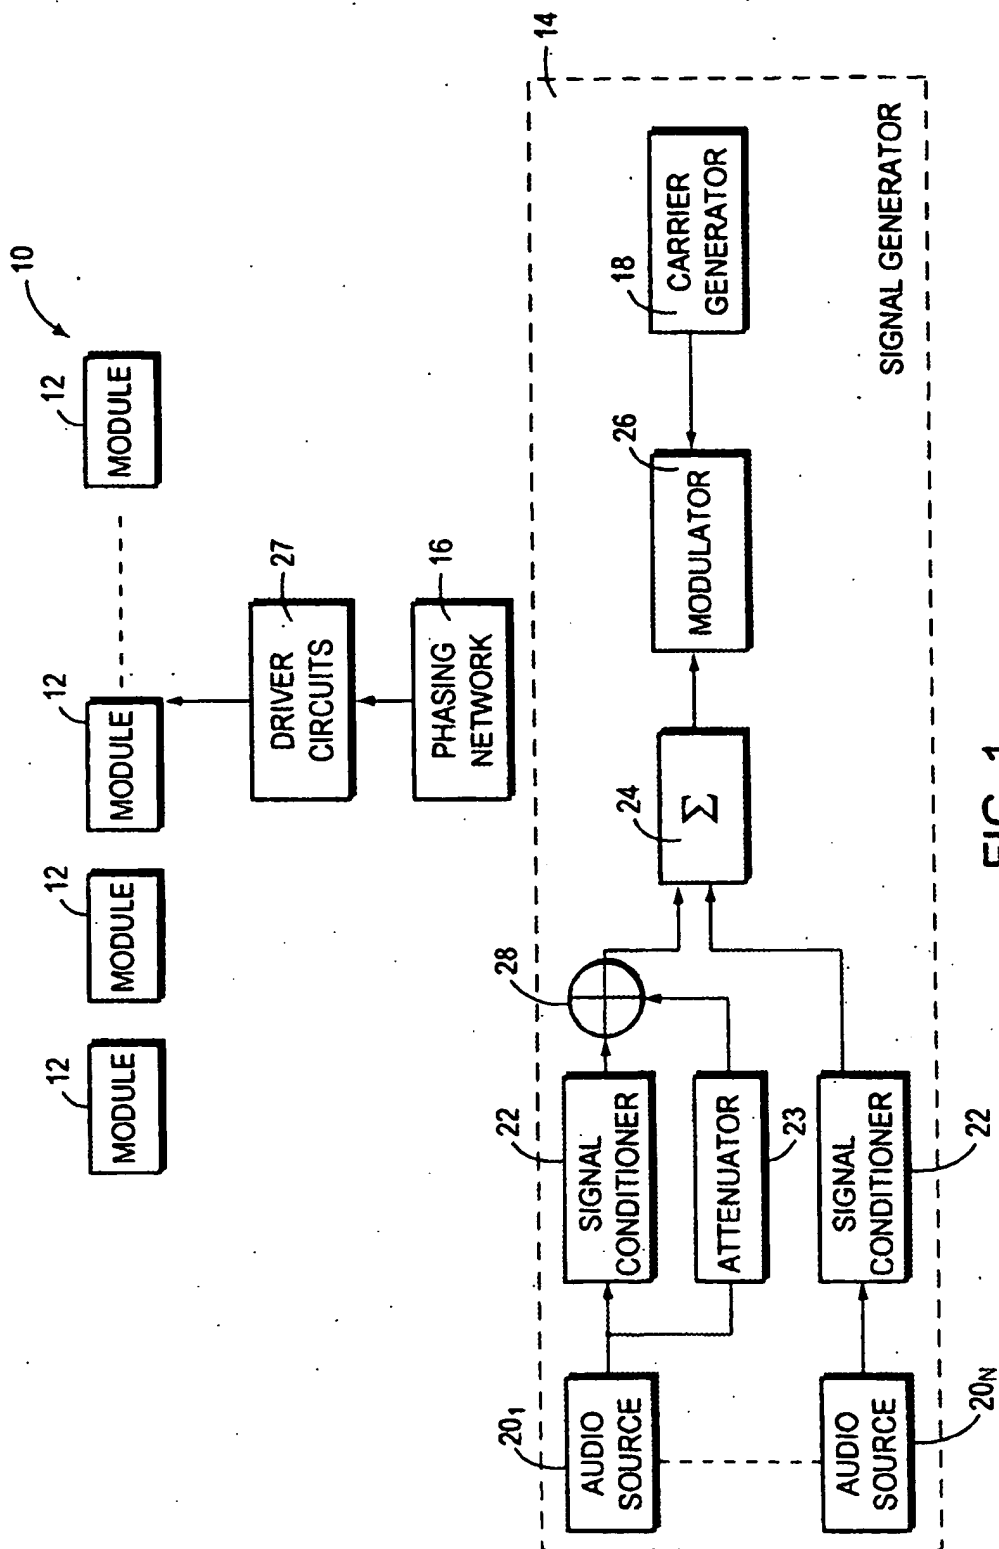 10
12
MODULE
12
MODULE
12
MODULE
12
MODULE
27
DRIVER
CIRCUITS
16
PHASING
NETWORK
14
20₁
AUDIO
SOURCE
22
SIGNAL
CONDITIONER
28
24
Σ
26
MODULATOR
18
CARRIER
GENERATOR
ATTENUATOR
23
AUDIO
SOURCE
20N
SIGNAL
CONDITIONER
22
SIGNAL GENERATOR
FIG. 1